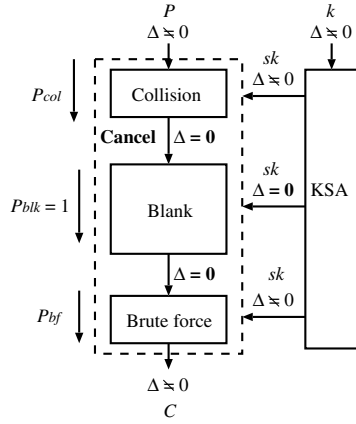 P
Δ ≒ 0
k
Δ ≒ 0
sk
Δ ≒ 0
P_col
Collision
Cancel
Δ = 0
sk
Δ = 0
KSA
P_blk = 1
Blank
Δ = 0
sk
Δ ≒ 0
P_bf
Brute force
Δ ≒ 0
C